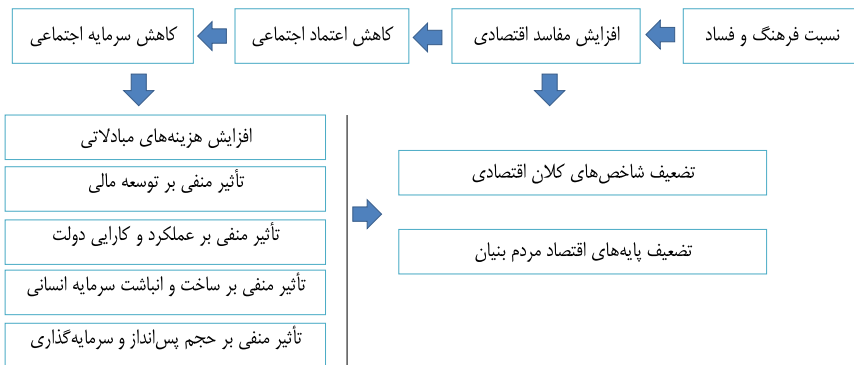 نسبت فرهنگ و فساد
افزایش مفاسد اقتصادی
کاهش اعتماد اجتماعی
کاهش سرمایه اجتماعی
افزایش هزینه‌های مبادلاتی
تأثیر منفی بر توسعه مالی
تأثیر منفی بر عملکرد و کارایی دولت
تأثیر منفی بر ساخت و انباشت سرمایه انسانی
تأثیر منفی بر حجم پس‌انداز و سرمایه‌گذاری
تضعیف شاخص‌های کلان اقتصادی
تضعیف پایه‌های اقتصاد مردم بنیان